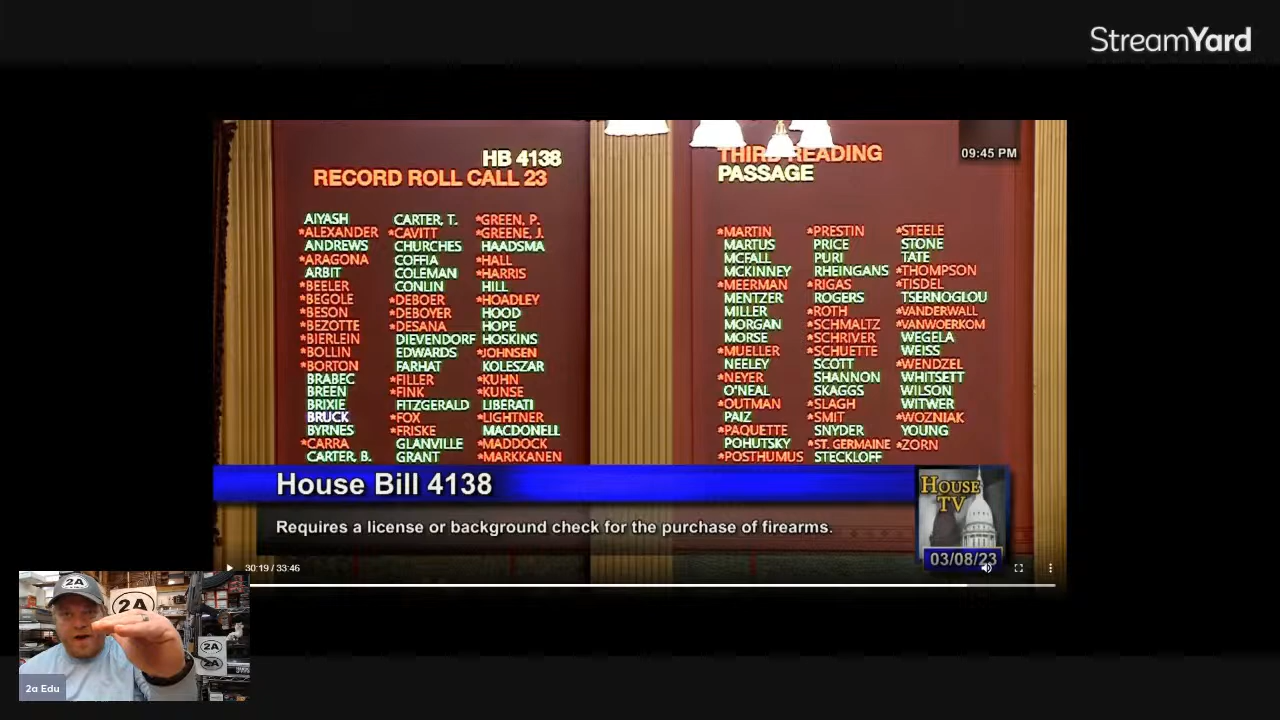 StreamYard
HB 4138
RECORD ROLL CALL 23
AIYASH CARTER, T. *GREEN, P.
*ALEXANDER *CAVITT *GREENE, J.
ANDREWS CHURCHES HAADSMA
*ARAGONA COFFIA *HALL
ARBIT COLEMAN *HARRIS
*BEELER CONLIN HILL
*BEGOLE *DEBOER *HOADLEY
*BESON *DEBOYER HOOD
*BEZOTTE *DESANA HOPE
*BIERLEIN DIEVENDORF HOSKINS
*BOLLIN EDWARDS *JOHNSEN
*BORTON FARHAT KOLESZAR
BRABEC *FILLER *KUHN
BREEN *FINK *KUNSE
BRIXIE FITZGERALD LIBERATI
BRUCK *FOX *LIGHTNER
BYRNES *FRISKE MACDONELL
*CARRA GLANVILLE *MADDOCK
CARTER, B. GRANT *MARKKANEN
THIRD READING
PASSAGE
09:45 PM
*MARTIN *PRESTIN *STEELE
MARTUS PRICE STONE
MCFALL PURI TATE
MCKINNEY RHEINGANS *THOMPSON
*MEERMAN *RIGAS *TISDEL
MENTZER ROGERS TSERNOGLOU
MILLER *ROTH *VANDERWALL
MORGAN *SCHMALTZ *VANWOERKOM
MORSE *SCHRIVER WEGELA
*MUELLER *SCHUETTE WEISS
NEELEY SCOTT *WENDZEL
*NEYER SHANNON WHITSETT
O'NEAL SKAGGS WILSON
*OUTMAN *SLAGH WITWER
PAIZ *SMIT *WOZNIAK
*PAQUETTE SNYDER YOUNG
POHUTSKY *ST. GERMAINE *ZORN
*POSTHUMUS STECKLOFF
House Bill 4138
Requires a license or background check for the purchase of firearms.
HOUSE
TV
03/08/23
30:19 / 33:46
2A
2A
2A
2A
2a Edu